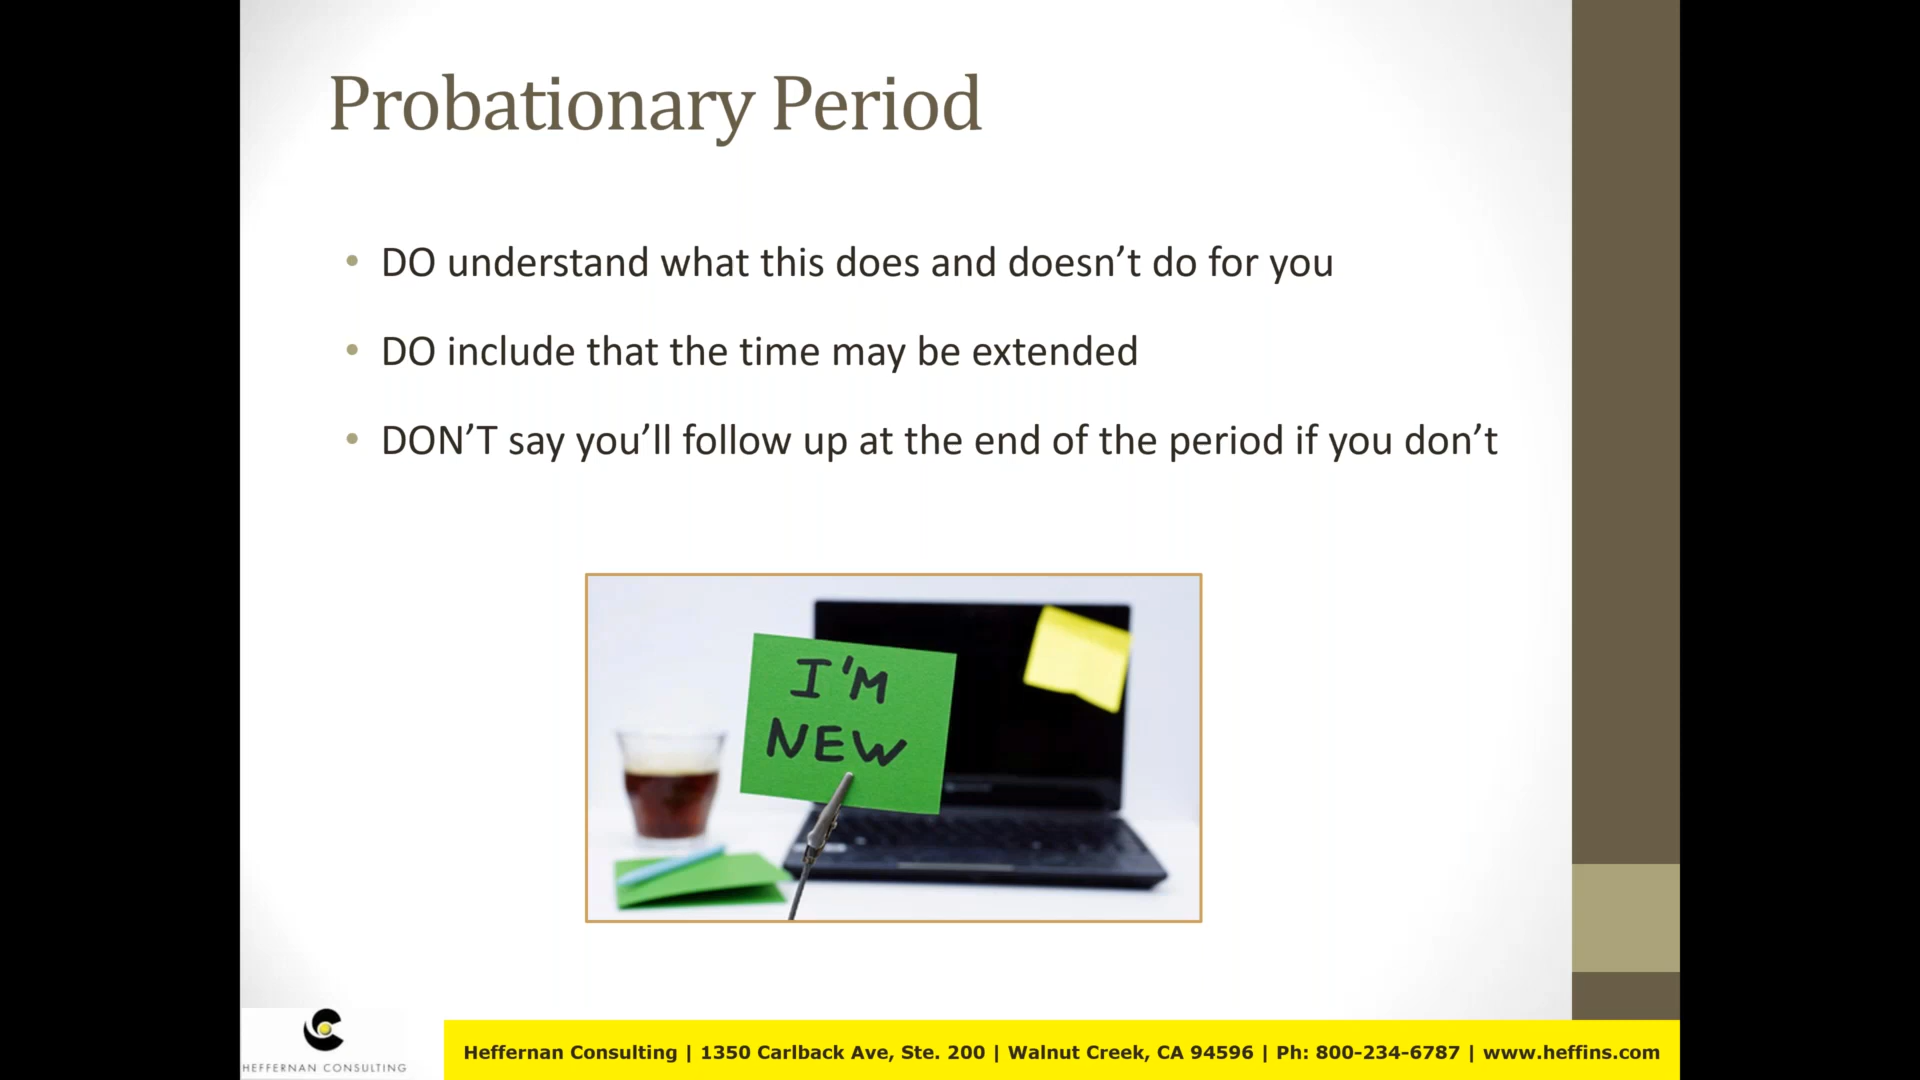 Probationary Period
• DO understand what this does and doesn’t do for you
• DO include that the time may be extended
• DON’T say you’ll follow up at the end of the period if you don’t
I'M
NEW
HEFFERNAN CONSULTING
Heffernan Consulting | 1350 Carlback Ave, Ste. 200 | Walnut Creek, CA 94596 | Ph: 800-234-6787 | www.heffins.com